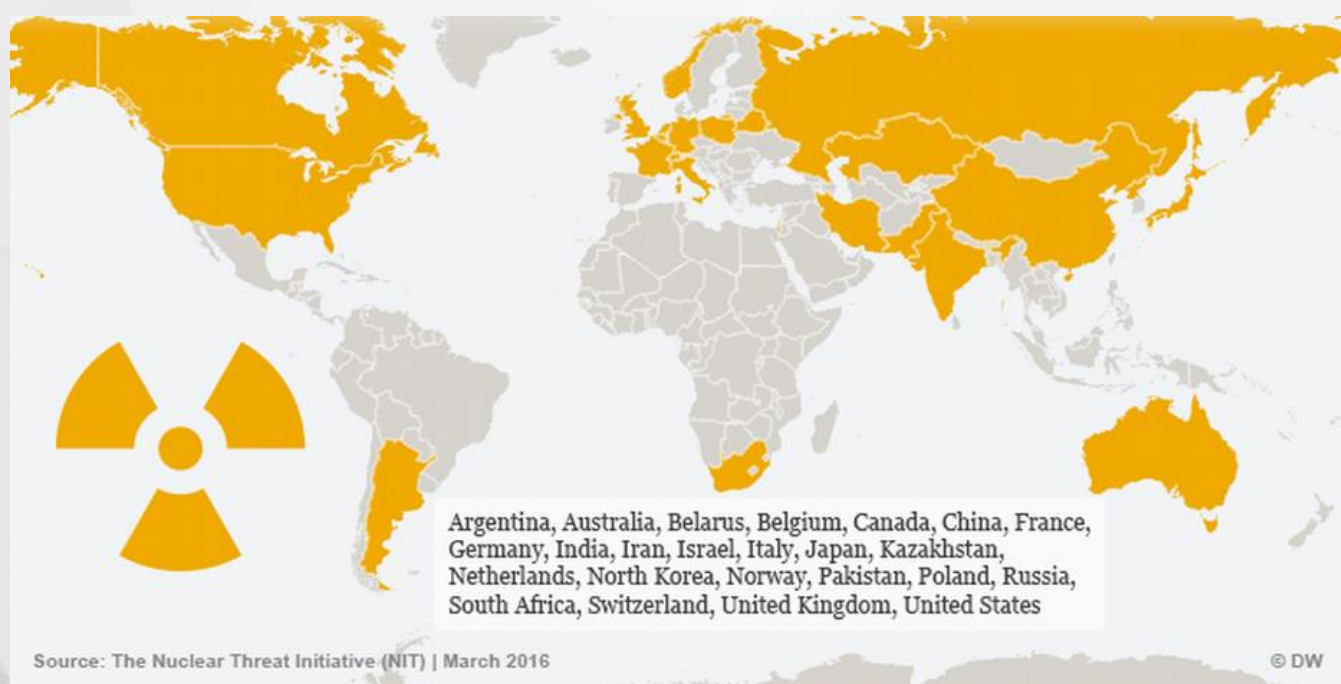 Argentina, Australia, Belarus, Belgium, Canada, China, France,
Germany, India, Iran, Israel, Italy, Japan, Kazakhstan,
Netherlands, North Korea, Norway, Pakistan, Poland, Russia,
South Africa, Switzerland, United Kingdom, United States
Source: The Nuclear Threat Initiative (NIT) | March 2016
© DW